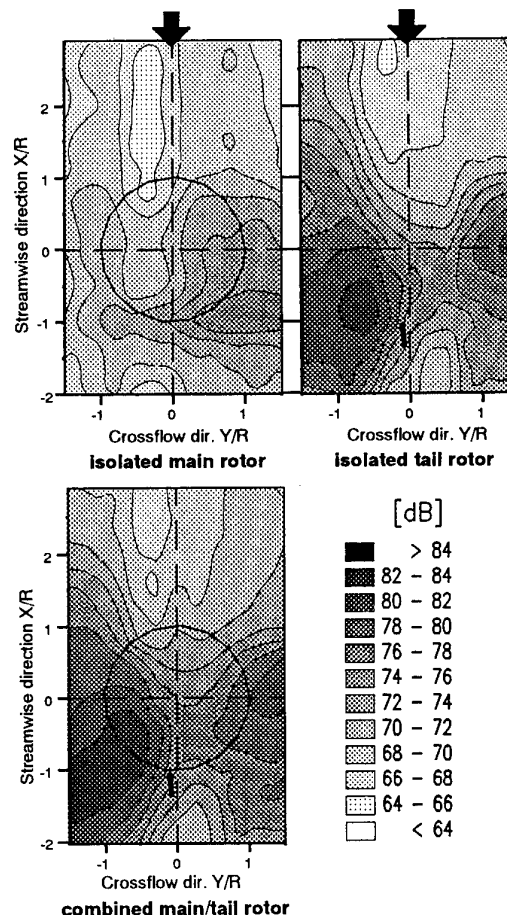 Streamwise direction X/R
2
1
0
-1
-2
-1 0 1
-1 0 1
Crossflow dir. Y/R
Crossflow dir. Y/R
isolated main rotor
isolated tail rotor
Streamwise direction X/R
2
1
0
-1
-2
-1 0 1
Crossflow dir. Y/R
combined main/tail rotor
[dB]
> 84
82 - 84
80 - 82
78 - 80
76 - 78
74 - 76
72 - 74
70 - 72
68 - 70
66 - 68
64 - 66
< 64